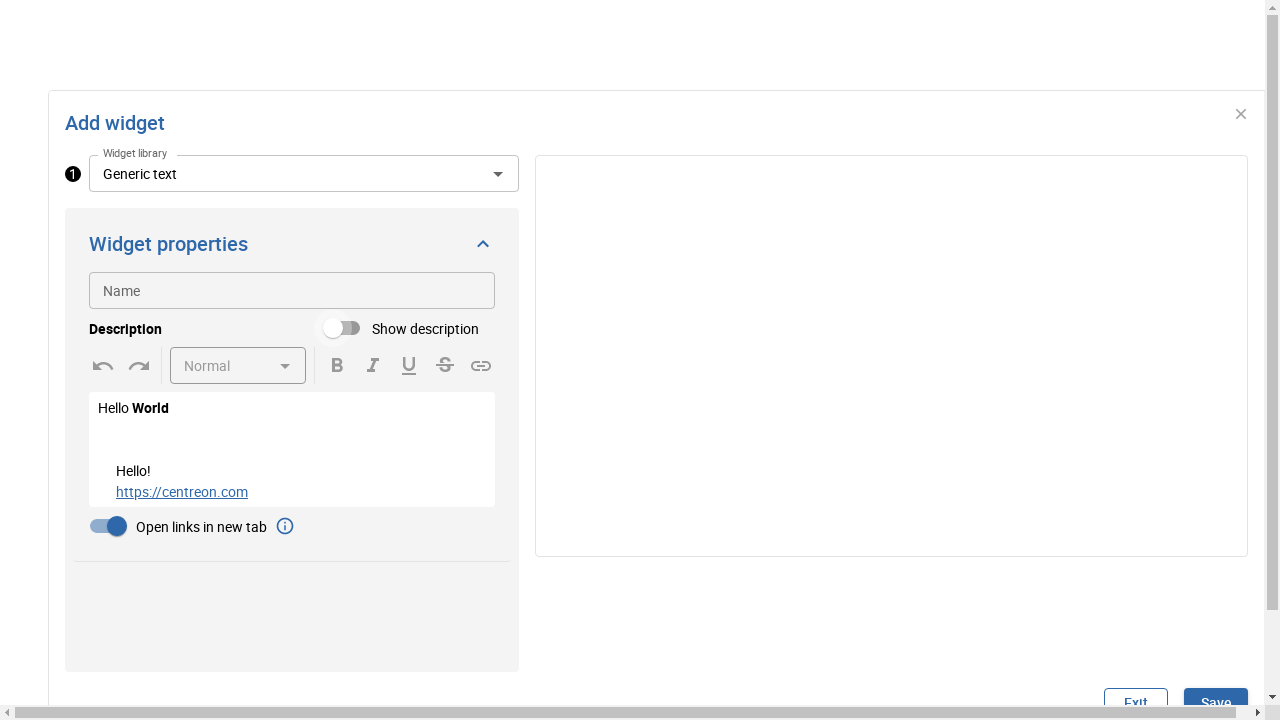 Add widget
Widget library
1
Generic text
Widget properties
Name
Description
Show description
Normal
B
I
U
S
Hello World
Hello!
https://centreon.com
Open links in new tab
Exit
Save